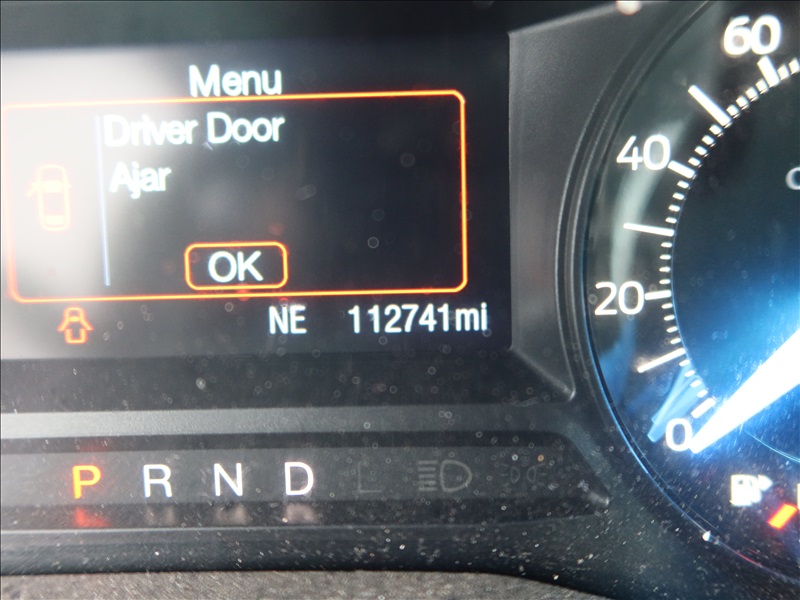 Menu
Driver Door
Ajar
OK
NE 112741mi
P R N D L
60
40
20
0